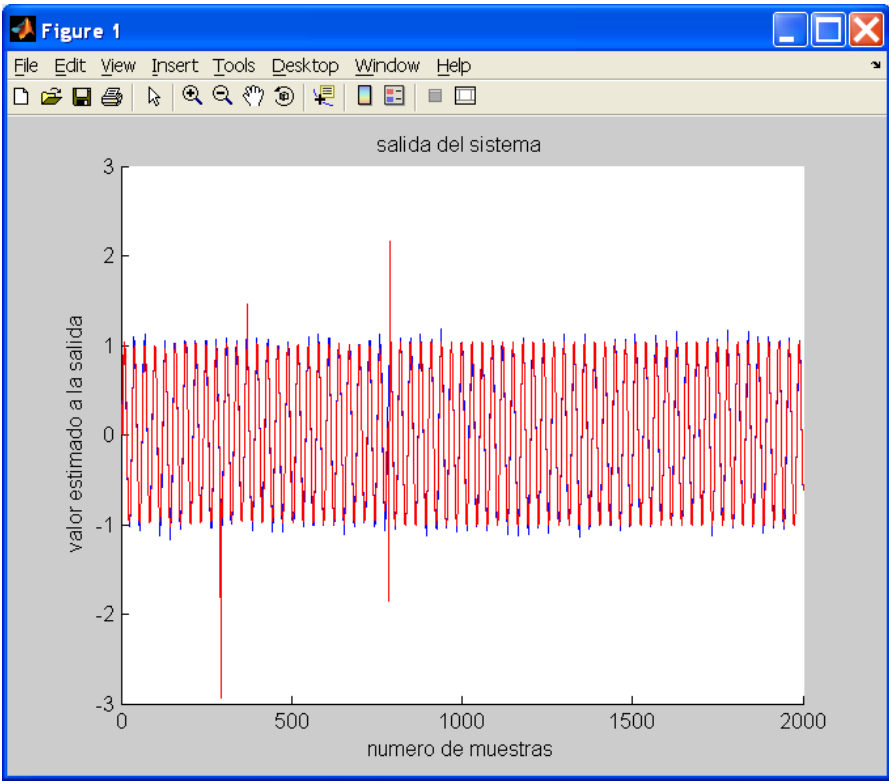 Figure 1
File Edit View Insert Tools Desktop Window Help
salida del sistema
3
2
1
0
-1
-2
-3
valor estimado a la salida
0 500 1000 1500 2000
numero de muestras